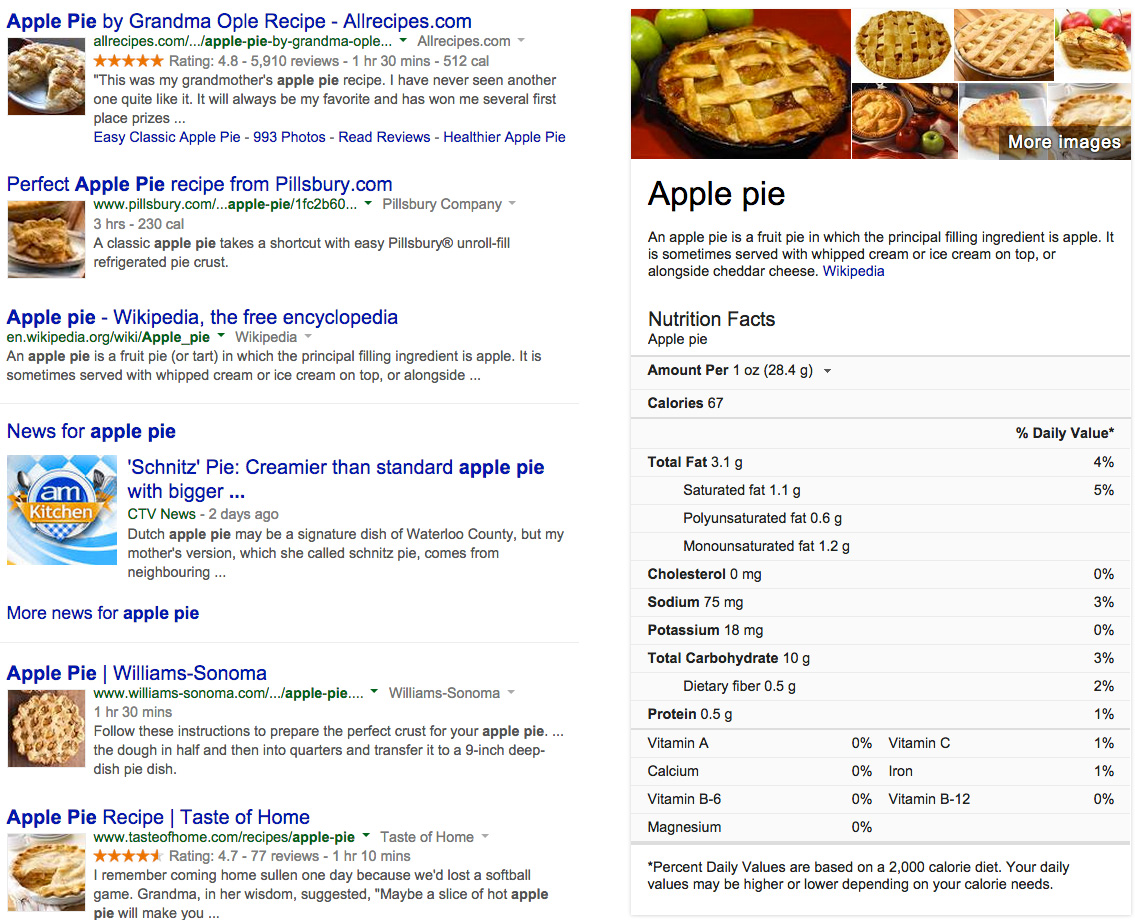 Apple Pie by Grandma Ople Recipe - Allrecipes.com
allrecipes.com/.../apple-pie-by-grandma-ople... Allrecipes.com
Rating: 4.8 - 5,910 reviews - 1 hr 30 mins - 512 cal
"This was my grandmother's apple pie recipe. I have never seen another
one quite like it. It will always be my favorite and has won me several first
place prizes ...
Easy Classic Apple Pie - 993 Photos - Read Reviews - Healthier Apple Pie
Perfect Apple Pie recipe from Pillsbury.com
www.pillsbury.com/...apple-pie/1fc2b60... Pillsbury Company
3 hrs - 230 cal
A classic apple pie takes a shortcut with easy Pillsbury® unroll-fill
refrigerated pie crust.
Apple pie - Wikipedia, the free encyclopedia
en.wikipedia.org/wiki/Apple_pie Wikipedia
An apple pie is a fruit pie (or tart) in which the principal filling ingredient is apple. It is
sometimes served with whipped cream or ice cream on top, or alongside ...
News for apple pie
am
Kitchen
'Schnitz' Pie: Creamier than standard apple pie
with bigger ...
CTV News - 2 days ago
Dutch apple pie may be a signature dish of Waterloo County, but my
mother's version, which she called schnitz pie, comes from
neighbouring ...
More news for apple pie
Apple Pie | Williams-Sonoma
www.williams-sonoma.com/.../apple-pie.... Williams-Sonoma
1 hr 30 mins
Follow these instructions to prepare the perfect crust for your apple pie. ...
the dough in half and then into quarters and transfer it to a 9-inch deep-
dish pie dish.
Apple Pie Recipe | Taste of Home
www.tasteofhome.com/recipes/apple-pie Taste of Home
Rating: 4.7 - 77 reviews - 1 hr 10 mins
I remember coming home sullen one day because we'd lost a softball
game. Grandma, in her wisdom, suggested, "Maybe a slice of hot apple
pie will make you ...
More images
Apple pie
An apple pie is a fruit pie in which the principal filling ingredient is apple. It
is sometimes served with whipped cream or ice cream on top, or
alongside cheddar cheese. Wikipedia
Nutrition Facts
Apple pie
Amount Per 1 oz (28.4 g)
Calories 67
% Daily Value*
Total Fat 3.1 g 4%
Saturated fat 1.1 g 5%
Polyunsaturated fat 0.6 g
Monounsaturated fat 1.2 g
Cholesterol 0 mg 0%
Sodium 75 mg 3%
Potassium 18 mg 0%
Total Carbohydrate 10 g 3%
Dietary fiber 0.5 g 2%
Protein 0.5 g 1%
Vitamin A 0% Vitamin C 1%
Calcium 0% Iron 1%
Vitamin B-6 0% Vitamin B-12 0%
Magnesium 0%
*Percent Daily Values are based on a 2,000 calorie diet. Your daily
values may be higher or lower depending on your calorie needs.